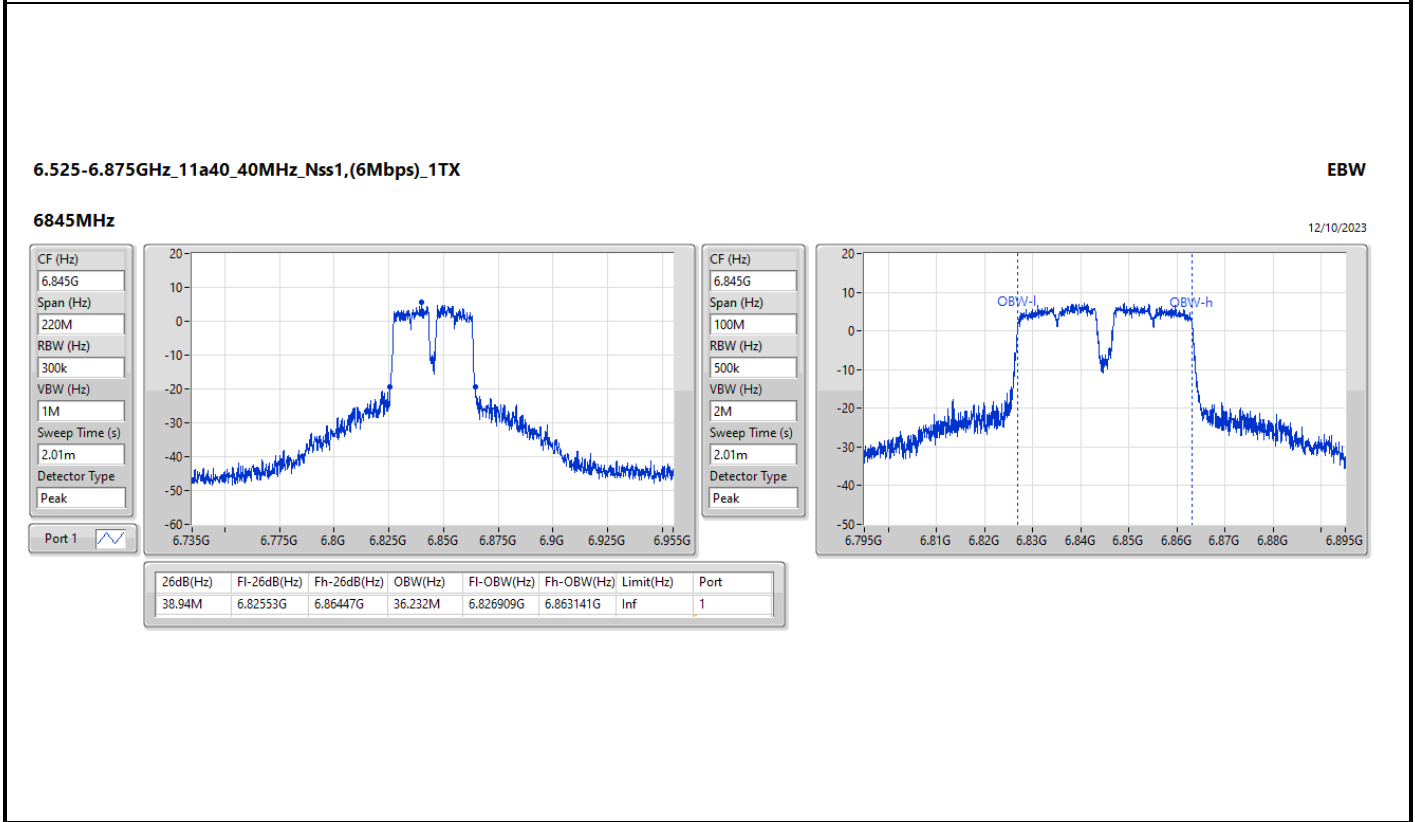 6.525-6.875GHz_11a40_40MHz_Nss1,(6Mbps)_1TX
EBW
6845MHz
12/10/2023
CF (Hz)
6.845G
Span (Hz)
220M
RBW (Hz)
300k
VBW (Hz)
1M
Sweep Time (s)
2.01m
Detector Type
Peak
Port 1
20
10
0
-10
-20
-30
-40
-50
-60
6.735G 6.775G 6.8G 6.825G 6.85G 6.875G 6.9G 6.925G 6.955G
CF (Hz)
6.845G
Span (Hz)
100M
RBW (Hz)
500k
VBW (Hz)
2M
Sweep Time (s)
2.01m
Detector Type
Peak
20
10
0
-10
-20
-30
-40
-50
OBW-l OBW-h
6.795G 6.81G 6.82G 6.83G 6.84G 6.85G 6.86G 6.87G 6.88G 6.895G
26dB(Hz) Fl-26dB(Hz) Fh-26dB(Hz) OBW(Hz) Fl-OBW(Hz) Fh-OBW(Hz) Limit(Hz) Port
38.94M 6.82553G 6.86447G 36.232M 6.826909G 6.863141G Inf 1